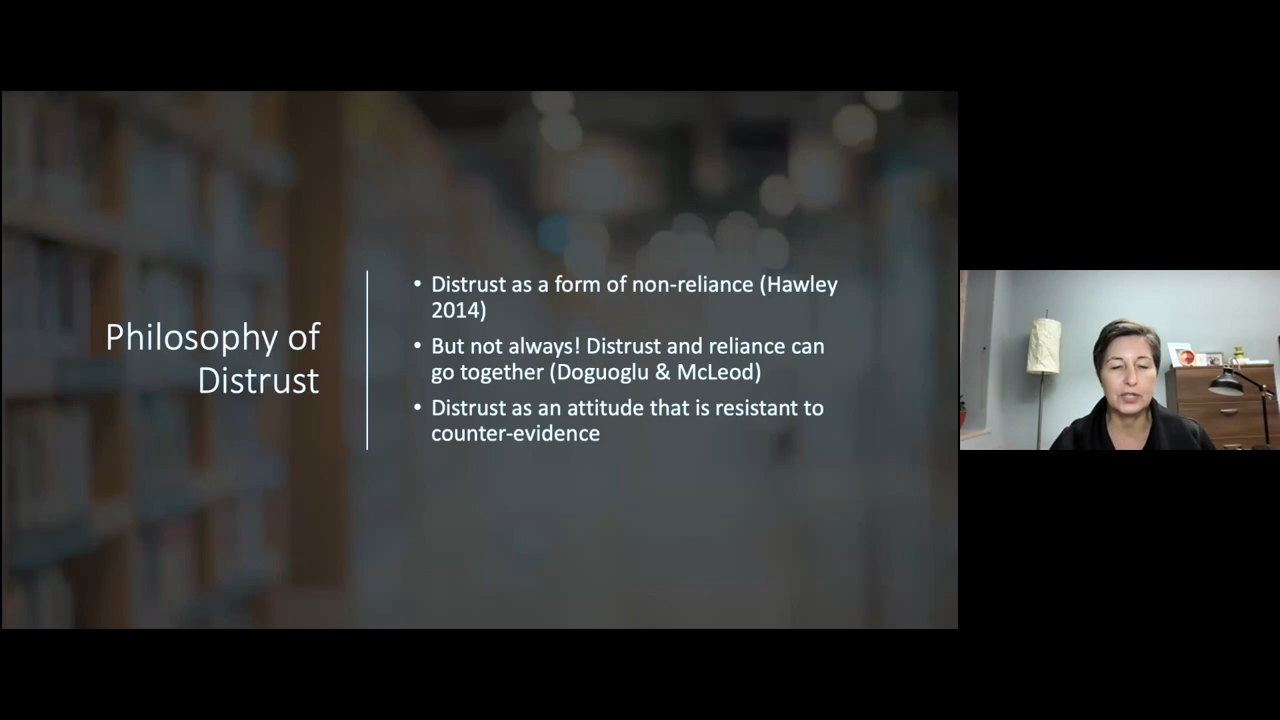 Philosophy of
Distrust
• Distrust as a form of non-reliance (Hawley
2014)
• But not always! Distrust and reliance can
go together (Doguoglu & McLeod)
• Distrust as an attitude that is resistant to
counter-evidence